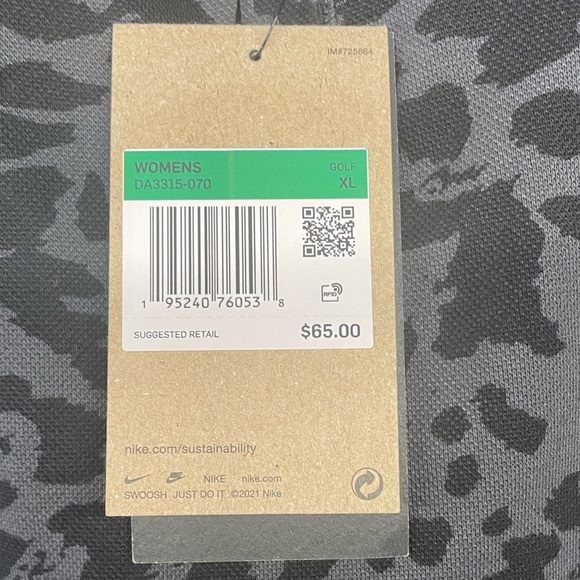 IM#725664
WOMENS GOLF
DA3315-070 XL
1 95240 76053 8
RFID
SUGGESTED RETAIL $65.00
nike.com/sustainability
NIKE nike.com
SWOOSH JUST DO IT ©2021 Nike